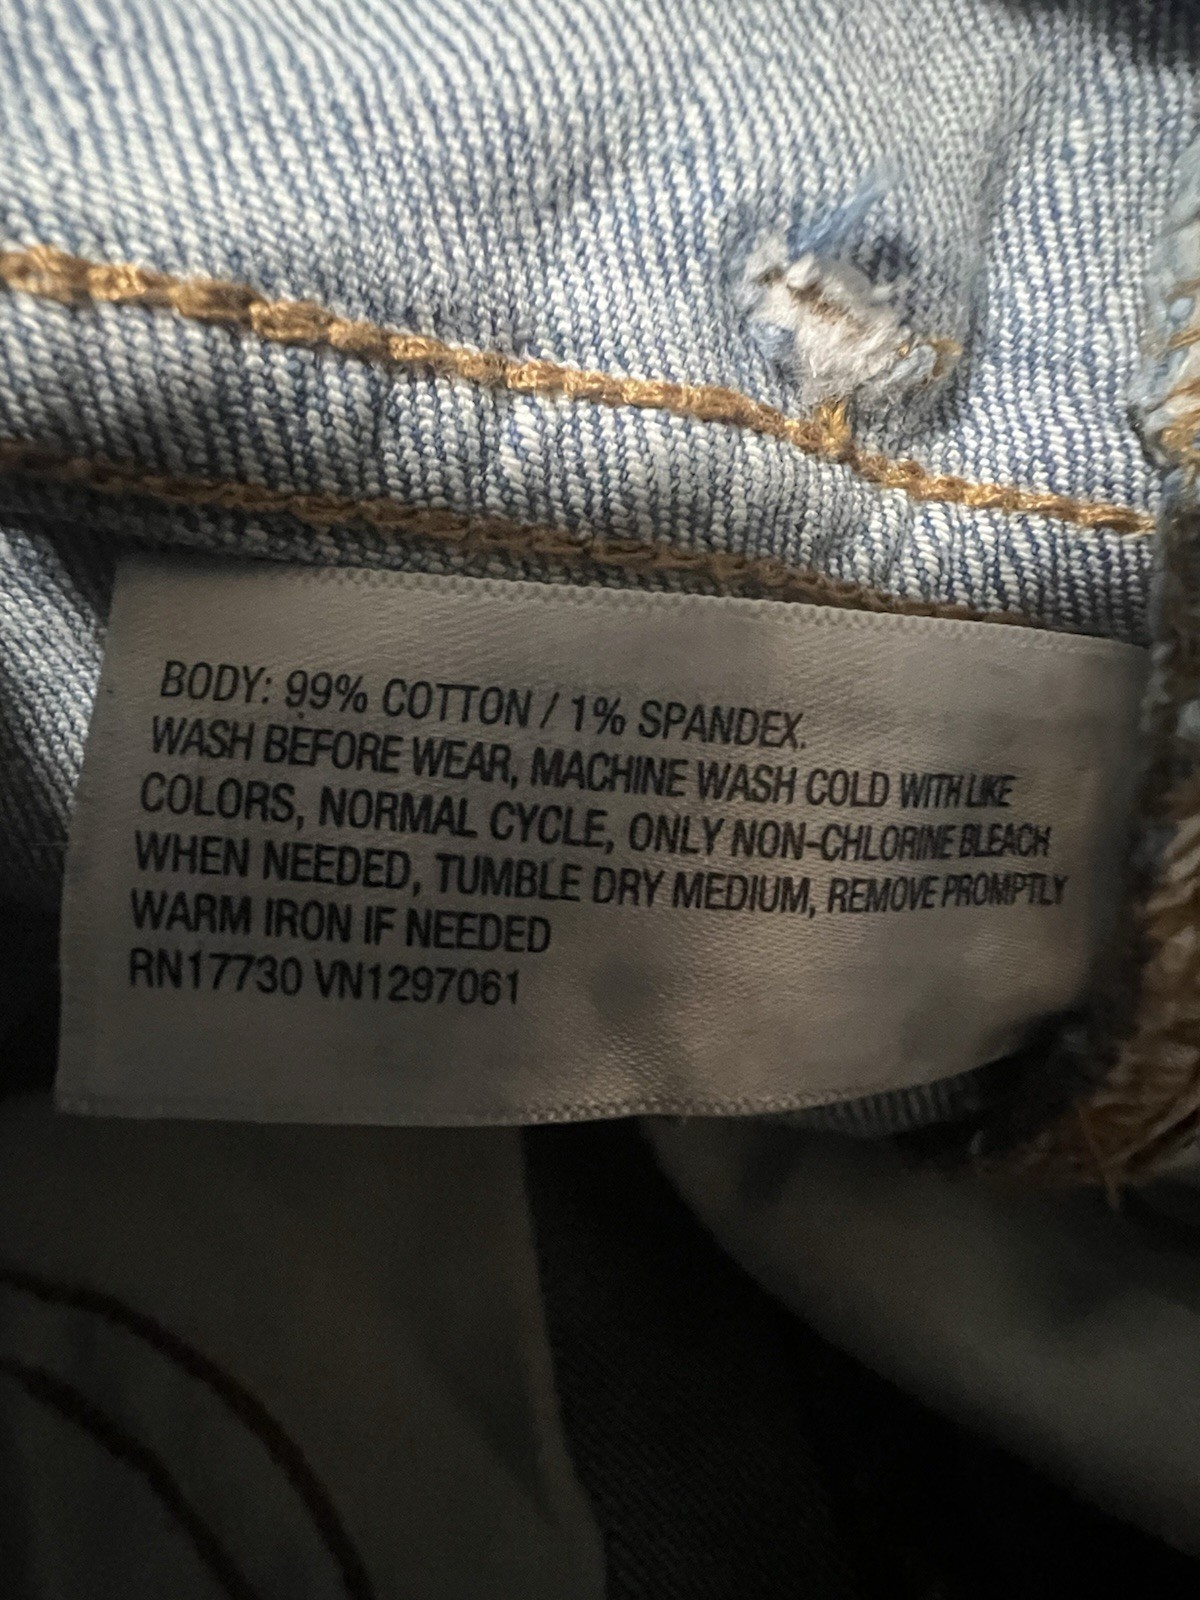 BODY: 99% COTTON / 1% SPANDEX.
WASH BEFORE WEAR, MACHINE WASH COLD WITH LIKE
COLORS, NORMAL CYCLE, ONLY NON-CHLORINE BLEACH
WHEN NEEDED, TUMBLE DRY MEDIUM, REMOVE PROMPTLY
WARM IRON IF NEEDED
RN17730 VN1297061